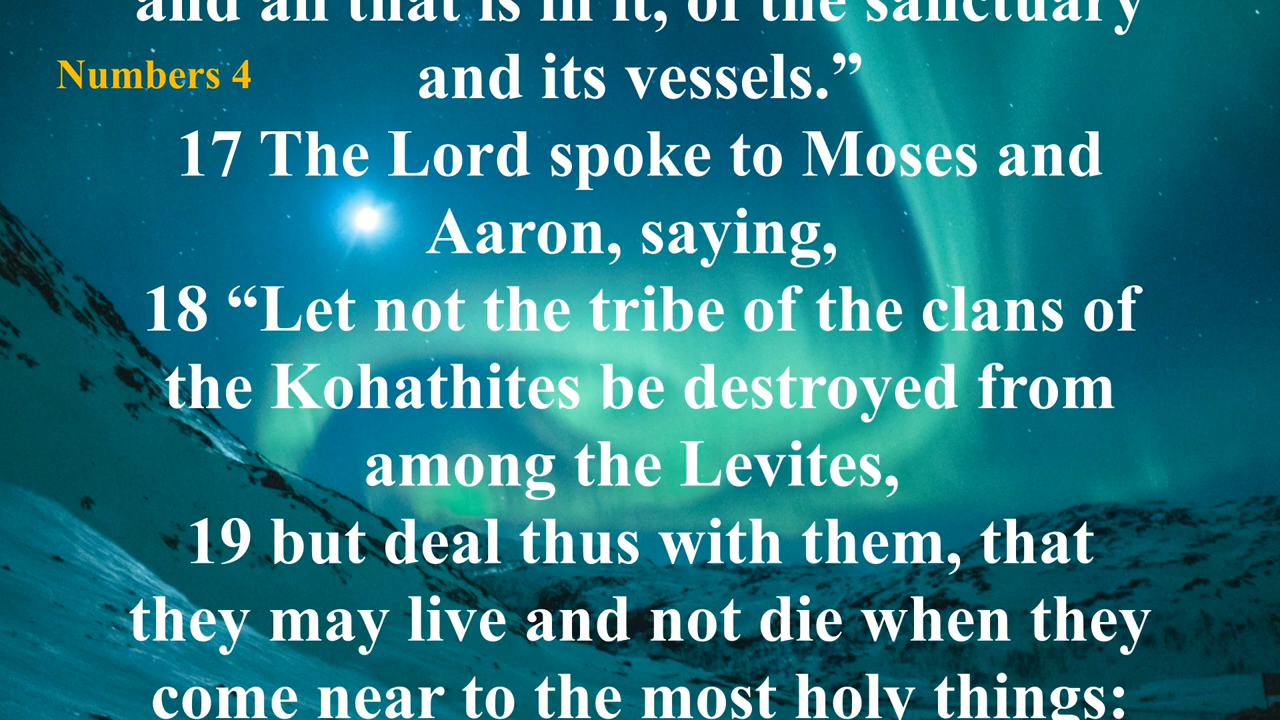 and all that is in it, of the sanctuary
Numbers 4
and its vessels.”
17 The Lord spoke to Moses and
Aaron, saying,
18 “Let not the tribe of the clans of
the Kohathites be destroyed from
among the Levites,
19 but deal thus with them, that
they may live and not die when they
come near to the most holy things: